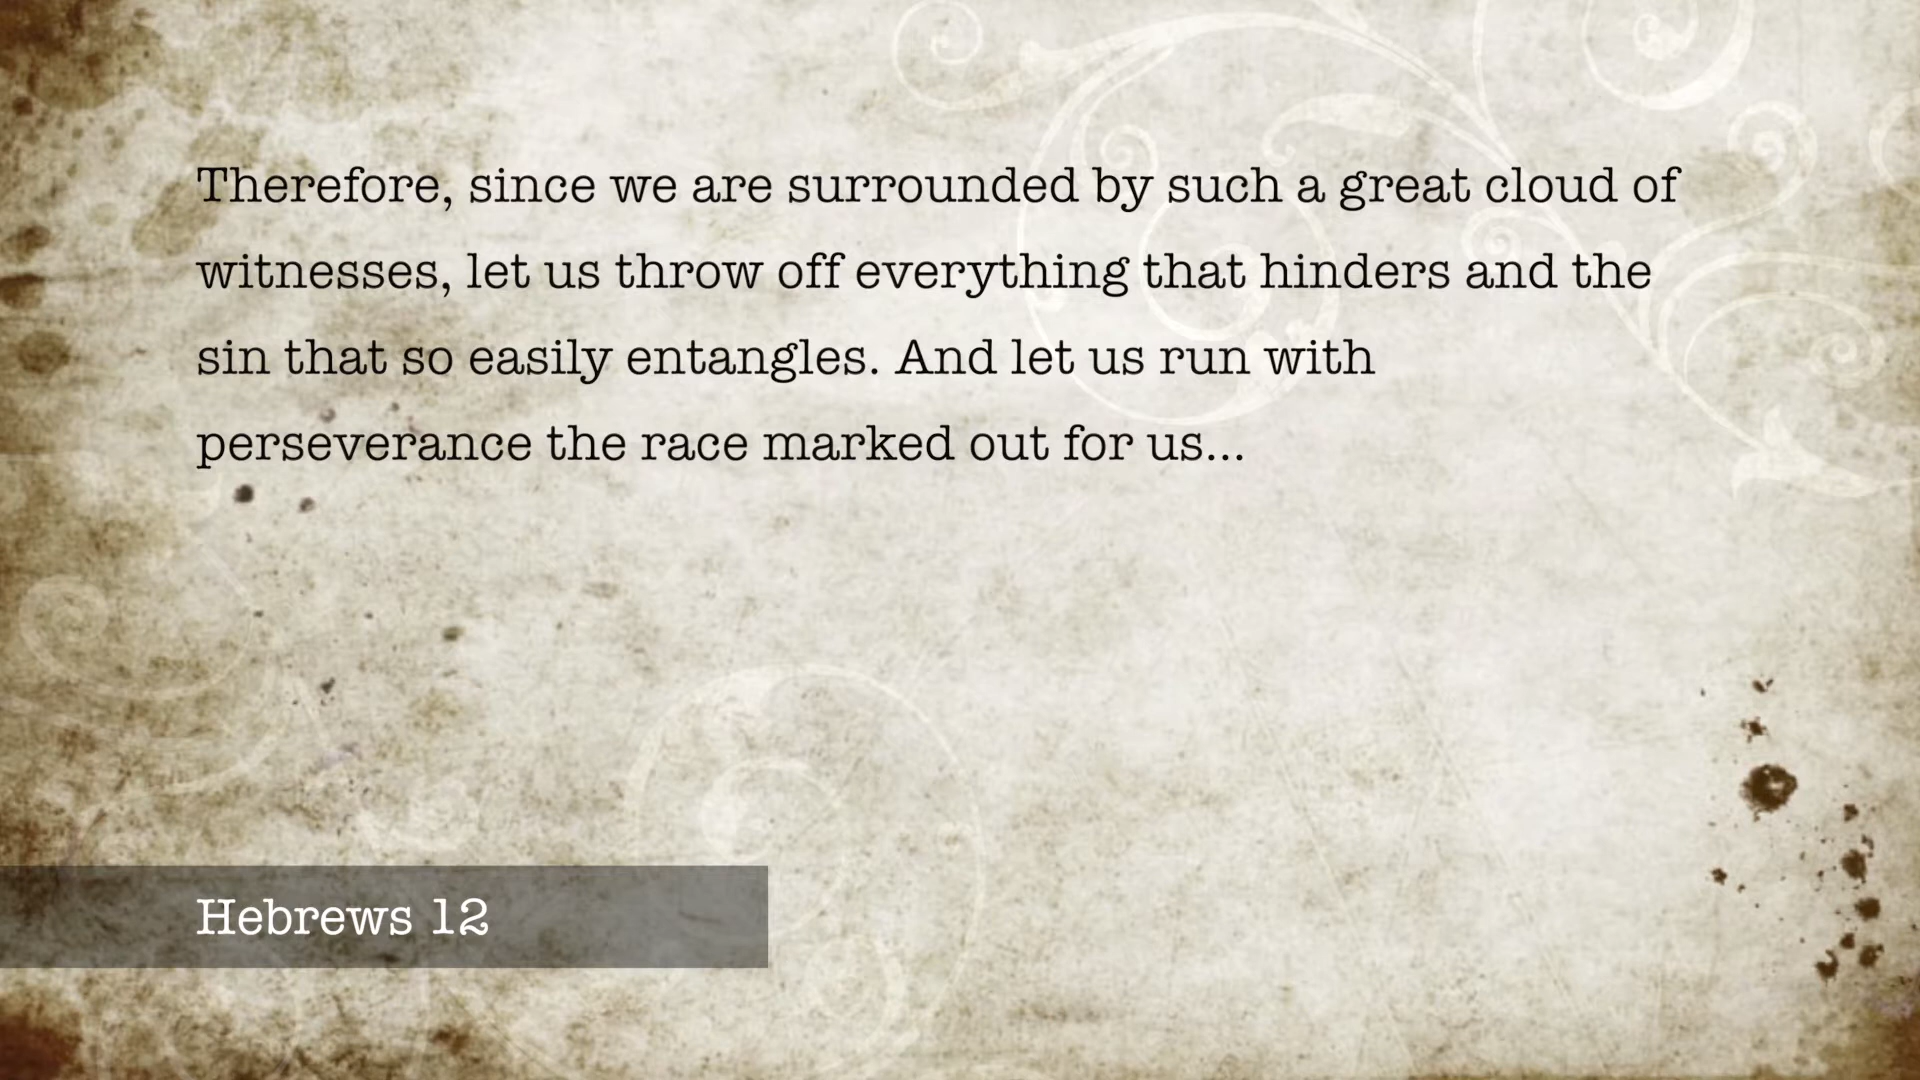 Therefore, since we are surrounded by such a great cloud of
witnesses, let us throw off everything that hinders and the
sin that so easily entangles. And let us run with
perseverance the race marked out for us...
Hebrews 12